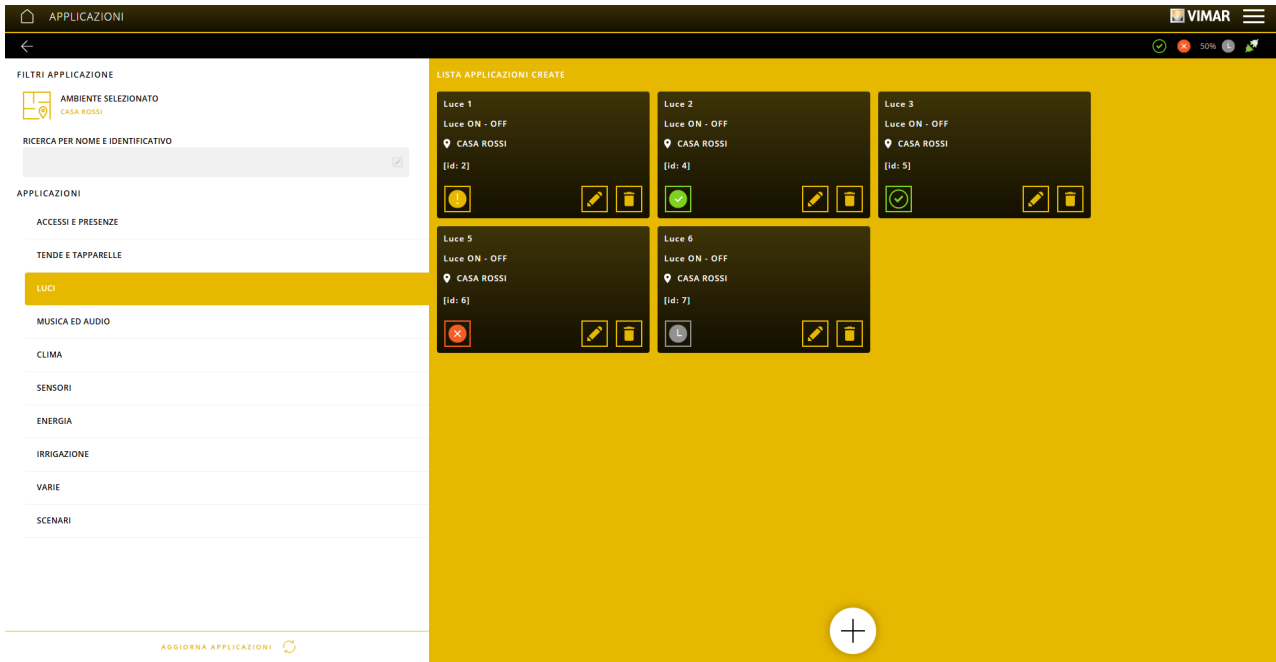 APPLICAZIONI
VIMAR
50%
FILTRI APPLICAZIONE
AMBIENTE SELEZIONATO
CASA ROSSI
RICERCA PER NOME E IDENTIFICATIVO
APPLICAZIONI
ACCESSI E PRESENZE
TENDE E TAPPARELLE
LUCI
MUSICA ED AUDIO
CLIMA
SENSORI
ENERGIA
IRRIGAZIONE
VARIE
SCENARI
AGGIORNA APPLICAZIONI
LISTA APPLICAZIONI CREATE
Luce 1
Luce ON - OFF
CASA ROSSI
[id: 2]
Luce 2
Luce ON - OFF
CASA ROSSI
[id: 4]
Luce 3
Luce ON - OFF
CASA ROSSI
[id: 5]
Luce 5
Luce ON - OFF
CASA ROSSI
[id: 6]
Luce 6
Luce ON - OFF
CASA ROSSI
[id: 7]